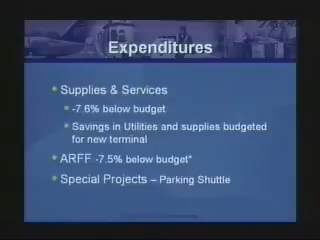 Expenditures
Supplies & Services
-7.6% below budget
Savings in Utilities and supplies budgeted
for new terminal
ARFF -7.5% below budget*
Special Projects – Parking Shuttle